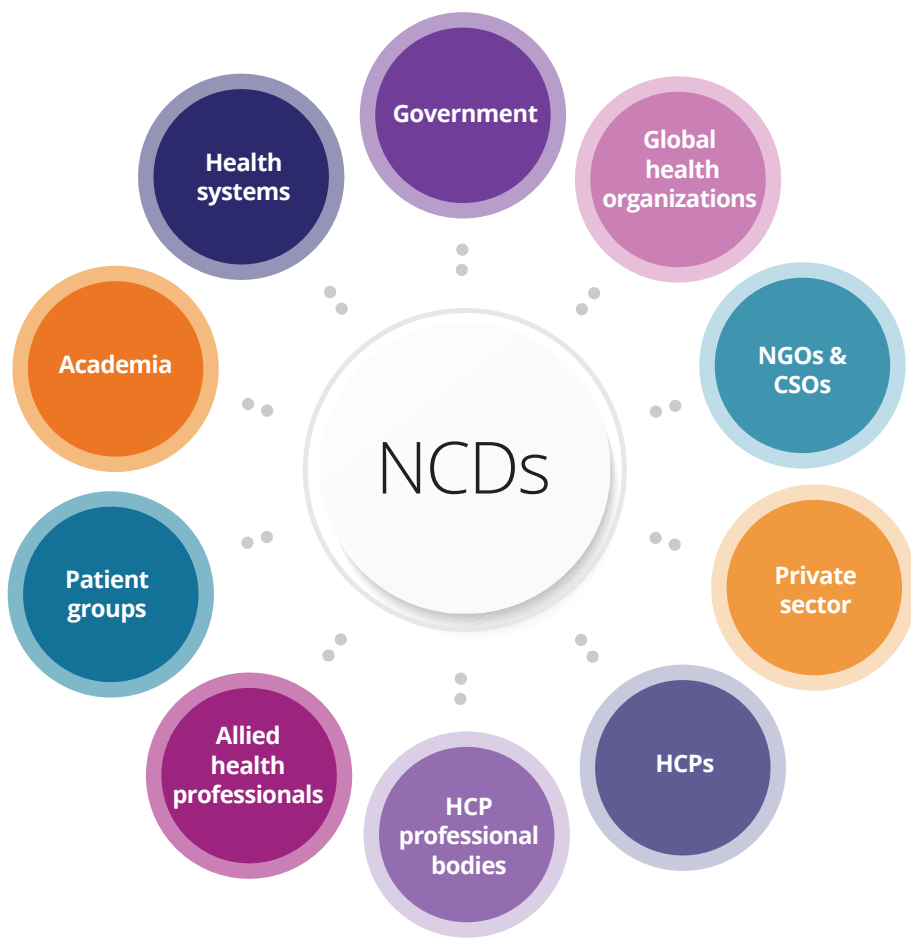 Government
Global
health
organizations
NGOs &
CSOs
Private
sector
HCPs
HCP
professional
bodies
Allied
health
professionals
Patient
groups
Academia
Health
systems
NCDs